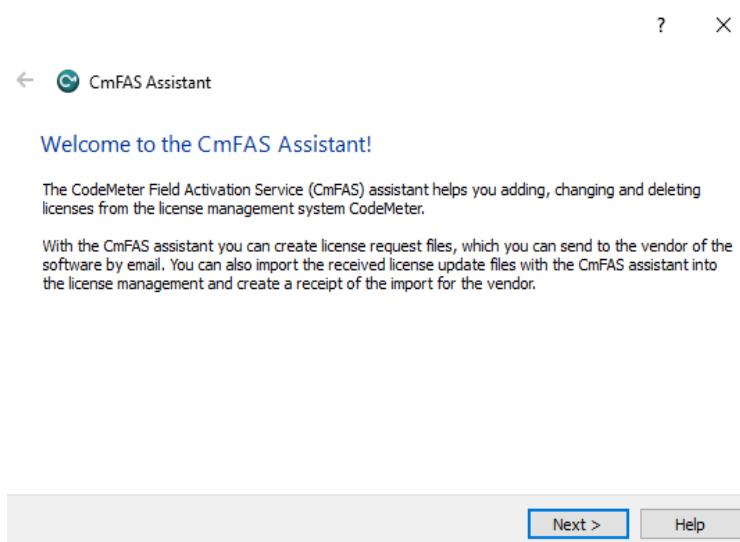 ?
CmFAS Assistant
Welcome to the CmFAS Assistant!
The CodeMeter Field Activation Service (CmFAS) assistant helps you adding, changing and deleting
licenses from the license management system CodeMeter.
With the CmFAS assistant you can create license request files, which you can send to the vendor of the
software by email. You can also import the received license update files with the CmFAS assistant into
the license management and create a receipt of the import for the vendor.
Next > Help